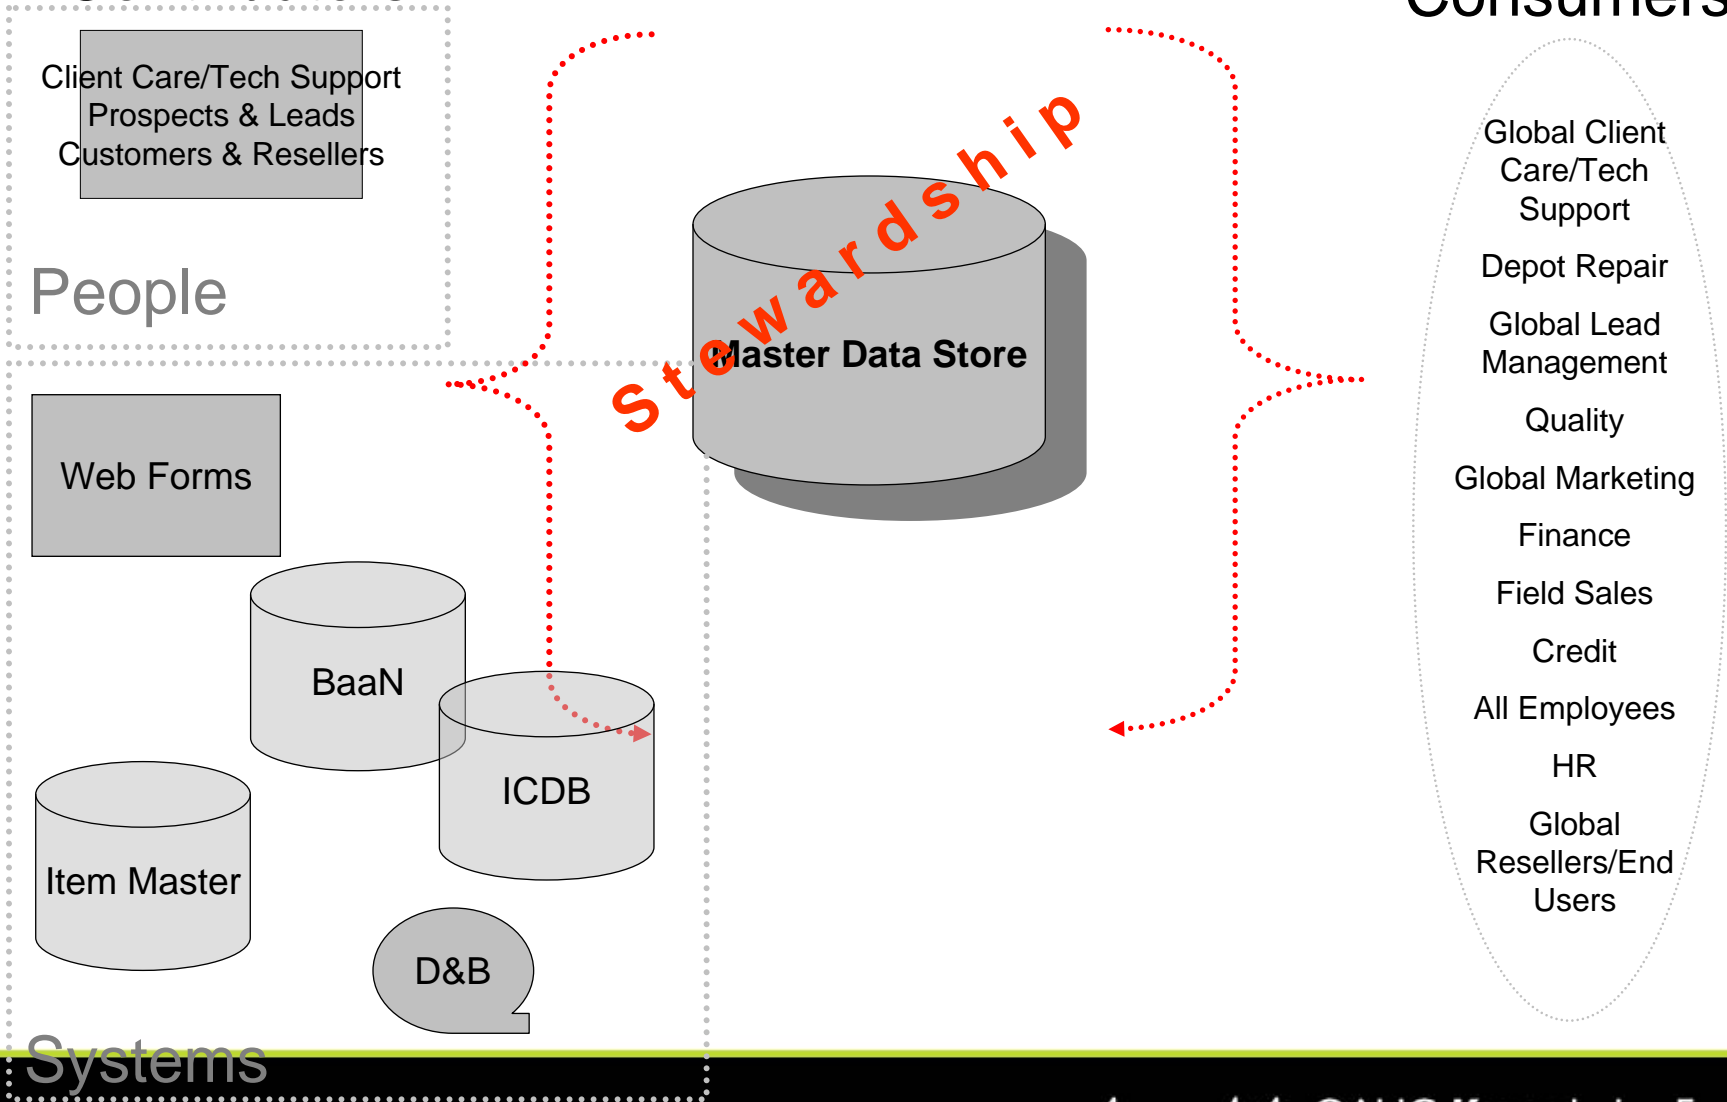 Consumers
Client Care/Tech Support
Prospects & Leads
Customers & Resellers
People
Stewardship
Master Data Store
Web Forms
BaaN
ICDB
Item Master
D&B
Systems
Global Client
Care/Tech
Support
Depot Repair
Global Lead
Management
Quality
Global Marketing
Finance
Field Sales
Credit
All Employees
HR
Global
Resellers/End
Users